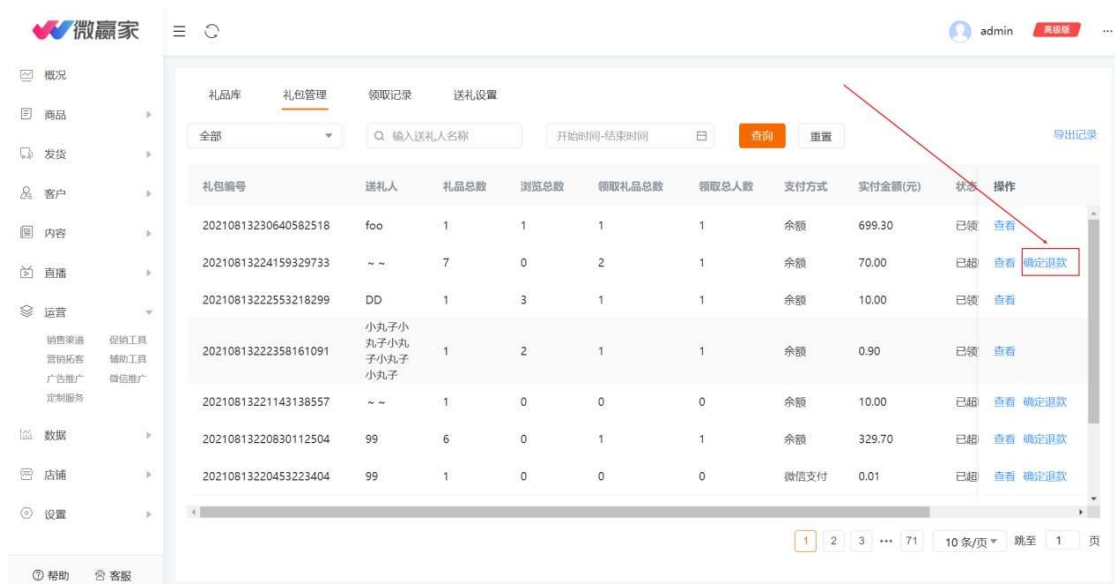 微赢家
admin
高级版
概况
商品
发货
客户
内容
直播
运营
销售渠道 促销工具
营销拓客 辅助工具
广告推广 微信推广
定制服务
数据
店铺
设置
帮助 客服
礼品库 礼包管理 领取记录 送礼设置
全部 输入送礼人名称 开始时间-结束时间 查询 重置 导出记录
礼包编号 送礼人 礼品总数 浏览总数 领取礼品总数 领取总人数 支付方式 实付金额(元) 状态 操作
20210813230640582518 foo 1 1 1 1 余额 699.30 已领 查看
20210813224159329733 ~ ~ 7 0 2 1 余额 70.00 已超 查看 确定退款
20210813222553218299 DD 1 3 1 1 余额 10.00 已领 查看
小丸子小
丸子小丸
20210813222358161091 子小丸子 1 2 1 1 余额 0.90 已领 查看
小丸子
20210813221143138557 ~ ~ 1 0 0 0 余额 10.00 已超 查看 确定退款
20210813220830112504 99 6 0 1 1 余额 329.70 已超 查看 确定退款
20210813220453223404 99 1 0 0 0 微信支付 0.01 已超 查看 确定退款
1 2 3 ••• 71 10 条/页 跳至 1 页